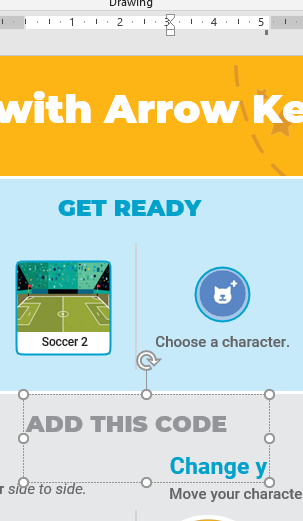 Drawing
1 2 3 4 5
with Arrow Ke
GET READY
Soccer 2
Choose a character.
ADD THIS CODE
Change y
r side to side.
Move your characte